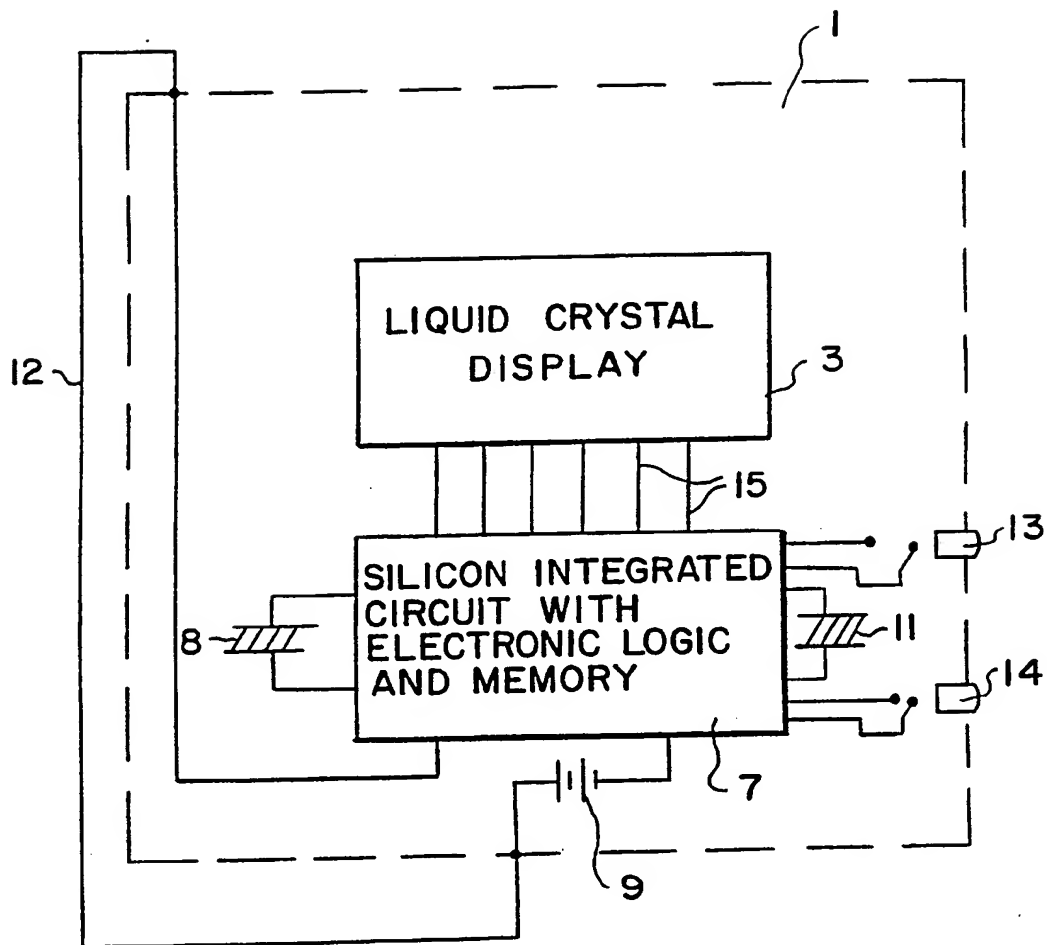 1
LIQUID CRYSTAL
DISPLAY
12
3
15
13
SILICON INTEGRATED
CIRCUIT WITH
ELECTRONIC LOGIC
AND MEMORY
8
11
14
7
9